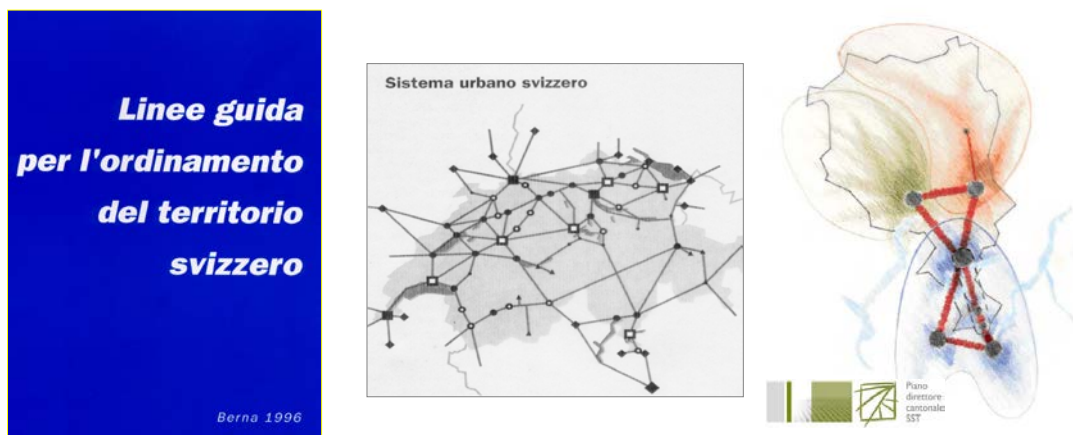 Linee guida
per l'ordinamento
del territorio
svizzero
Berna 1996
Sistema urbano svizzero
Piano
direttore
cantonale:
SST